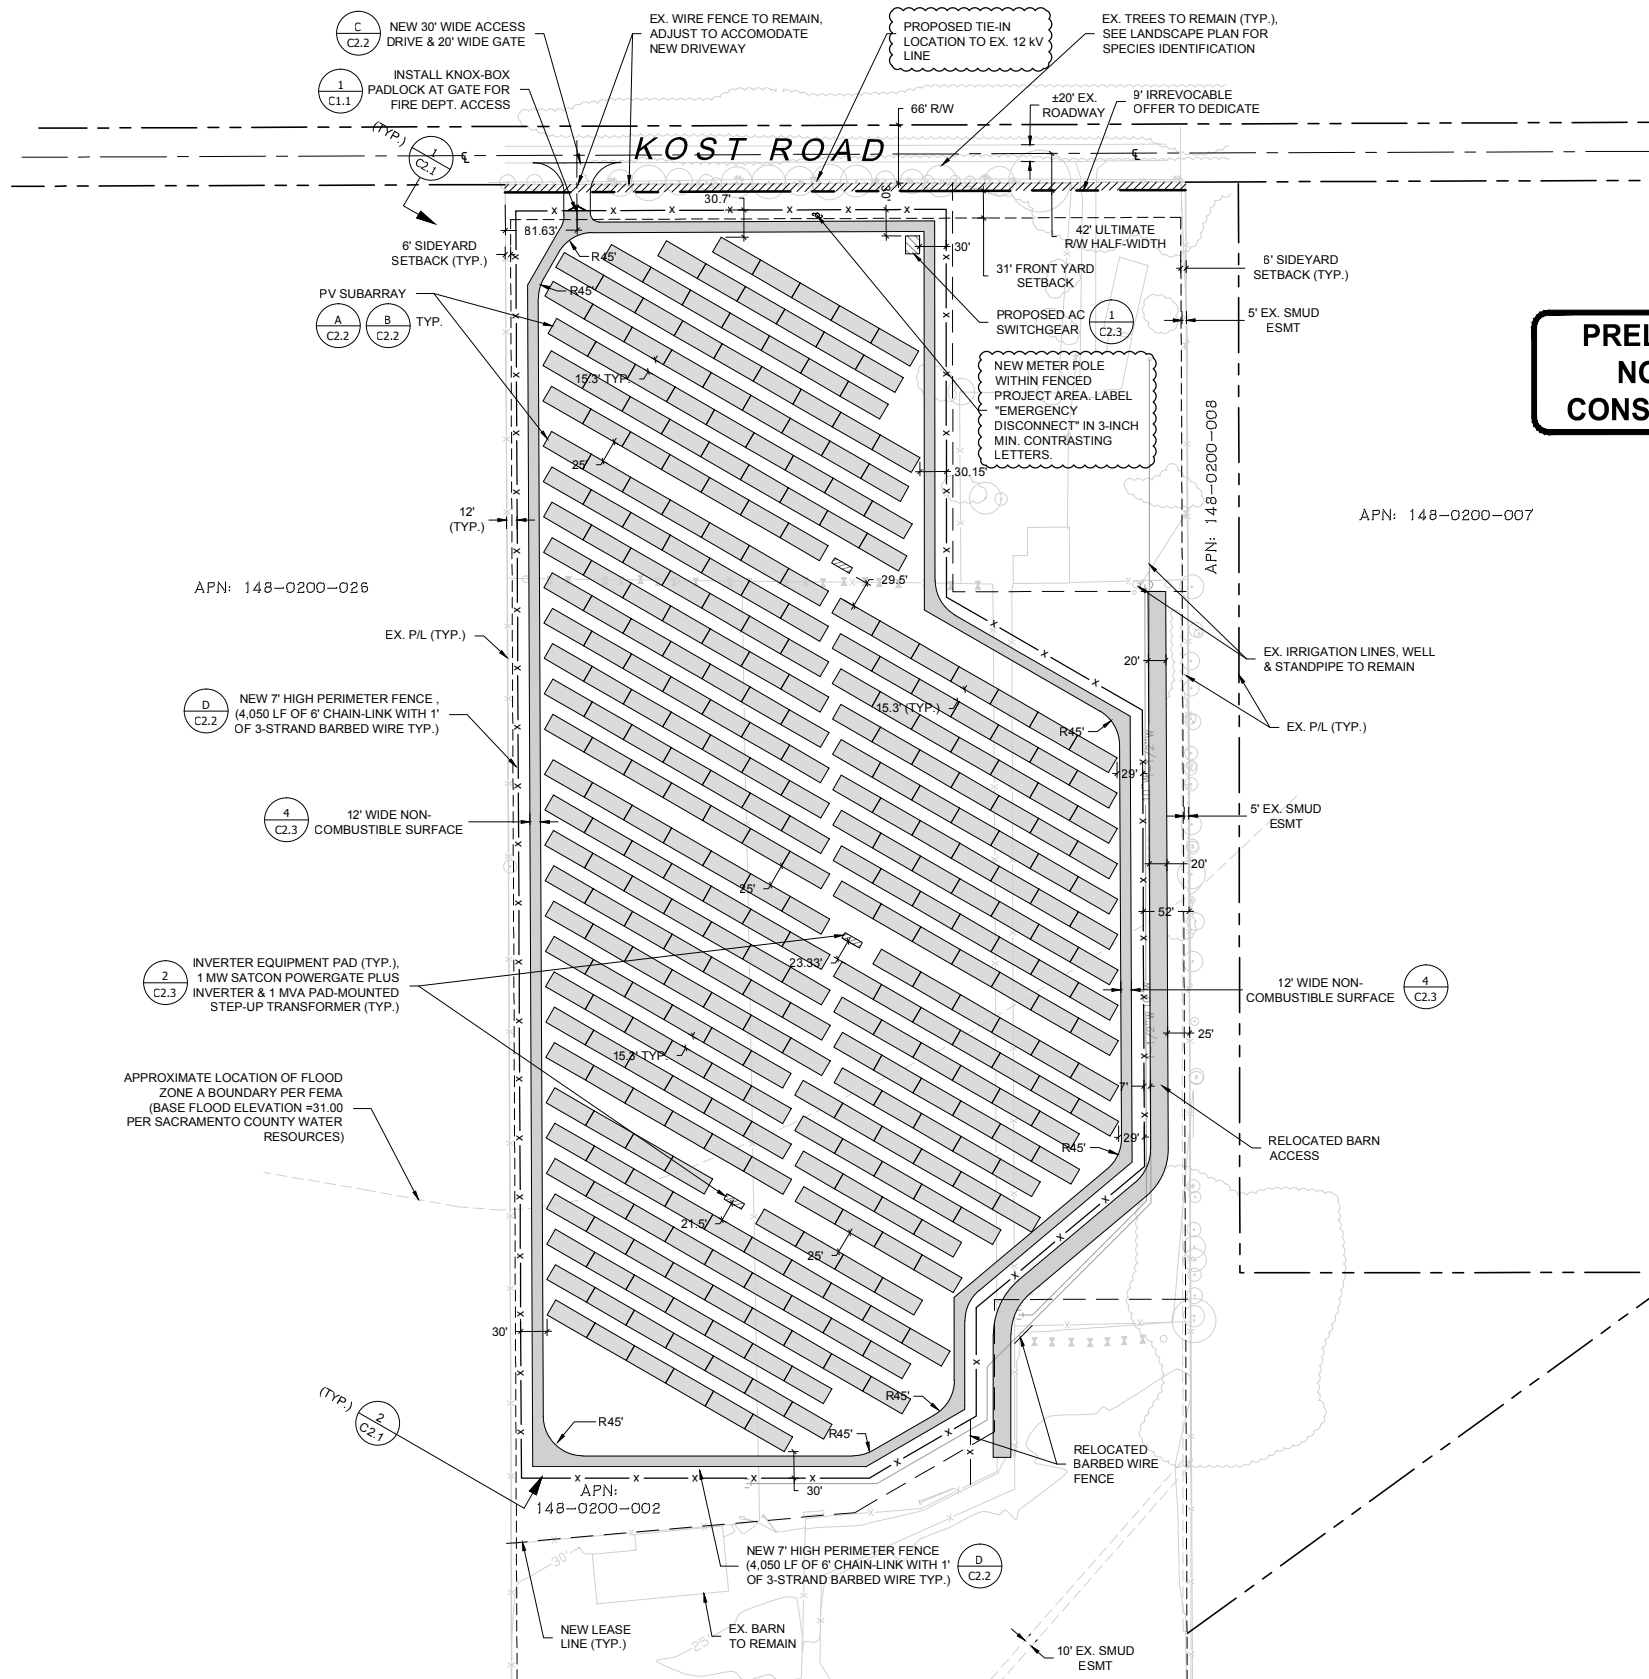 C
C2.2
NEW 30' WIDE ACCESS
DRIVE & 20' WIDE GATE
EX. WIRE FENCE TO REMAIN,
ADJUST TO ACCOMODATE
NEW DRIVEWAY
PROPOSED TIE-IN
LOCATION TO EX. 12 kV
LINE
EX. TREES TO REMAIN (TYP.),
SEE LANDSCAPE PLAN FOR
SPECIES IDENTIFICATION
1
C1.1
INSTALL KNOX-BOX
PADLOCK AT GATE FOR
FIRE DEPT. ACCESS
66' R/W
±20' EX.
ROADWAY
9' IRREVOCABLE
OFFER TO DEDICATE
(TYP.)
1
C2.1
KOST ROAD
30.7'
30'
81.63'
6' SIDEYARD
SETBACK (TYP.)
R45'
30'
42' ULTIMATE
R/W HALF-WIDTH
31' FRONT YARD
SETBACK
6' SIDEYARD
SETBACK (TYP.)
PV SUBARRAY
A
C2.2
B
C2.2
TYP.
R45'
PROPOSED AC
SWITCHGEAR
1
C2.3
5' EX. SMUD
ESMT
PREL
NO
CONS
15.3' TYP.
NEW METER POLE
WITHIN FENCED
PROJECT AREA. LABEL
"EMERGENCY
DISCONNECT" IN 3-INCH
MIN. CONTRASTING
LETTERS.
25'
30.15'
APN: 148-0200-008
12'
(TYP.)
APN: 148-0200-007
APN: 148-0200-026
29.5'
EX. P/L (TYP.)
20'
EX. IRRIGATION LINES, WELL
& STANDPIPE TO REMAIN
D
C2.2
NEW 7' HIGH PERIMETER FENCE ,
(4,050 LF OF 6' CHAIN-LINK WITH 1'
OF 3-STRAND BARBED WIRE TYP.)
15.3' (TYP.)
R45'
EX. P/L (TYP.)
29'
4
C2.3
12' WIDE NON-
COMBUSTIBLE SURFACE
5' EX. SMUD
ESMT
25'
20'
52'
2
C2.3
INVERTER EQUIPMENT PAD (TYP.),
1 MW SATCON POWERGATE PLUS
INVERTER & 1 MVA PAD-MOUNTED
STEP-UP TRANSFORMER (TYP.)
23.33'
12' WIDE NON-
COMBUSTIBLE SURFACE
4
C2.3
25'
15.3' TYP.
APPROXIMATE LOCATION OF FLOOD
ZONE A BOUNDARY PER FEMA
(BASE FLOOD ELEVATION =31.00
PER SACRAMENTO COUNTY WATER
RESOURCES)
7'
29'
R45'
RELOCATED BARN
ACCESS
21.5'
25'
30'
(TYP.)
2
C2.1
R45'
R45'
R45'
RELOCATED
BARBED WIRE
FENCE
30'
APN:
148-0200-002
30'
NEW 7' HIGH PERIMETER FENCE
(4,050 LF OF 6' CHAIN-LINK WITH 1'
OF 3-STRAND BARBED WIRE TYP.)
D
C2.2
NEW LEASE
LINE (TYP.)
EX. BARN
TO REMAIN
25'
10' EX. SMUD
ESMT